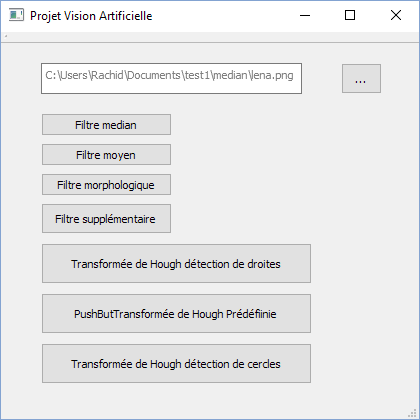 Projet Vision Artificielle
C:\Users\Rachid\Documents\test1\median\lena.png
...
Filtre median
Filtre moyen
Filtre morphologique
Filtre supplémentaire
Transformée de Hough détection de droites
PushButTransformée de Hough Prédéfiinie
Transformée de Hough détection de cercles